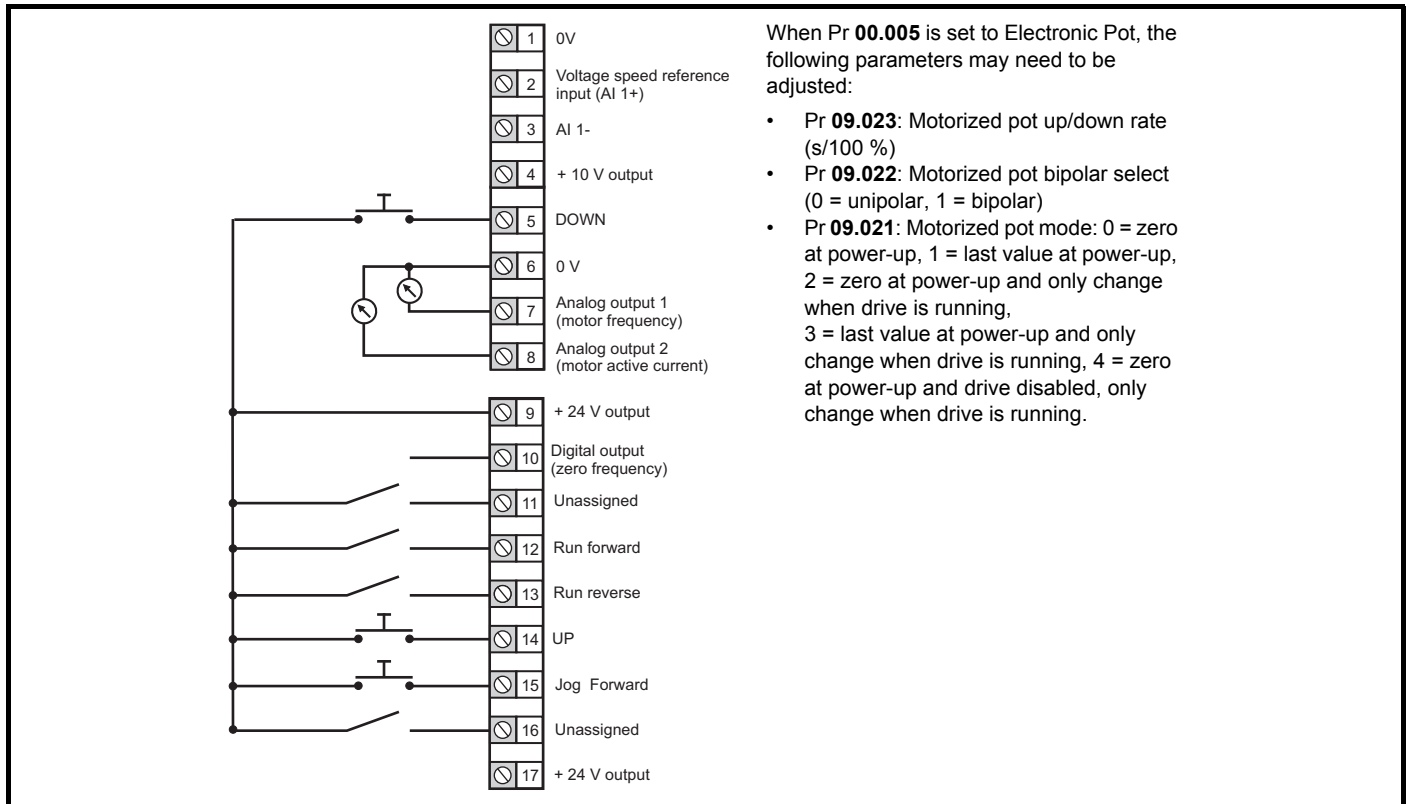 1 0V
2 Voltage speed reference
input (AI 1+)
3 AI 1-
4 + 10 V output
5 DOWN
6 0 V
7 Analog output 1
(motor frequency)
8 Analog output 2
(motor active current)
9 + 24 V output
10 Digital output
(zero frequency)
11 Unassigned
12 Run forward
13 Run reverse
14 UP
15 Jog Forward
16 Unassigned
17 + 24 V output
When Pr 00.005 is set to Electronic Pot, the
following parameters may need to be
adjusted:
• Pr 09.023: Motorized pot up/down rate
(s/100 %)
• Pr 09.022: Motorized pot bipolar select
(0 = unipolar, 1 = bipolar)
• Pr 09.021: Motorized pot mode: 0 = zero
at power-up, 1 = last value at power-up,
2 = zero at power-up and only change
when drive is running,
3 = last value at power-up and only
change when drive is running, 4 = zero
at power-up and drive disabled, only
change when drive is running.